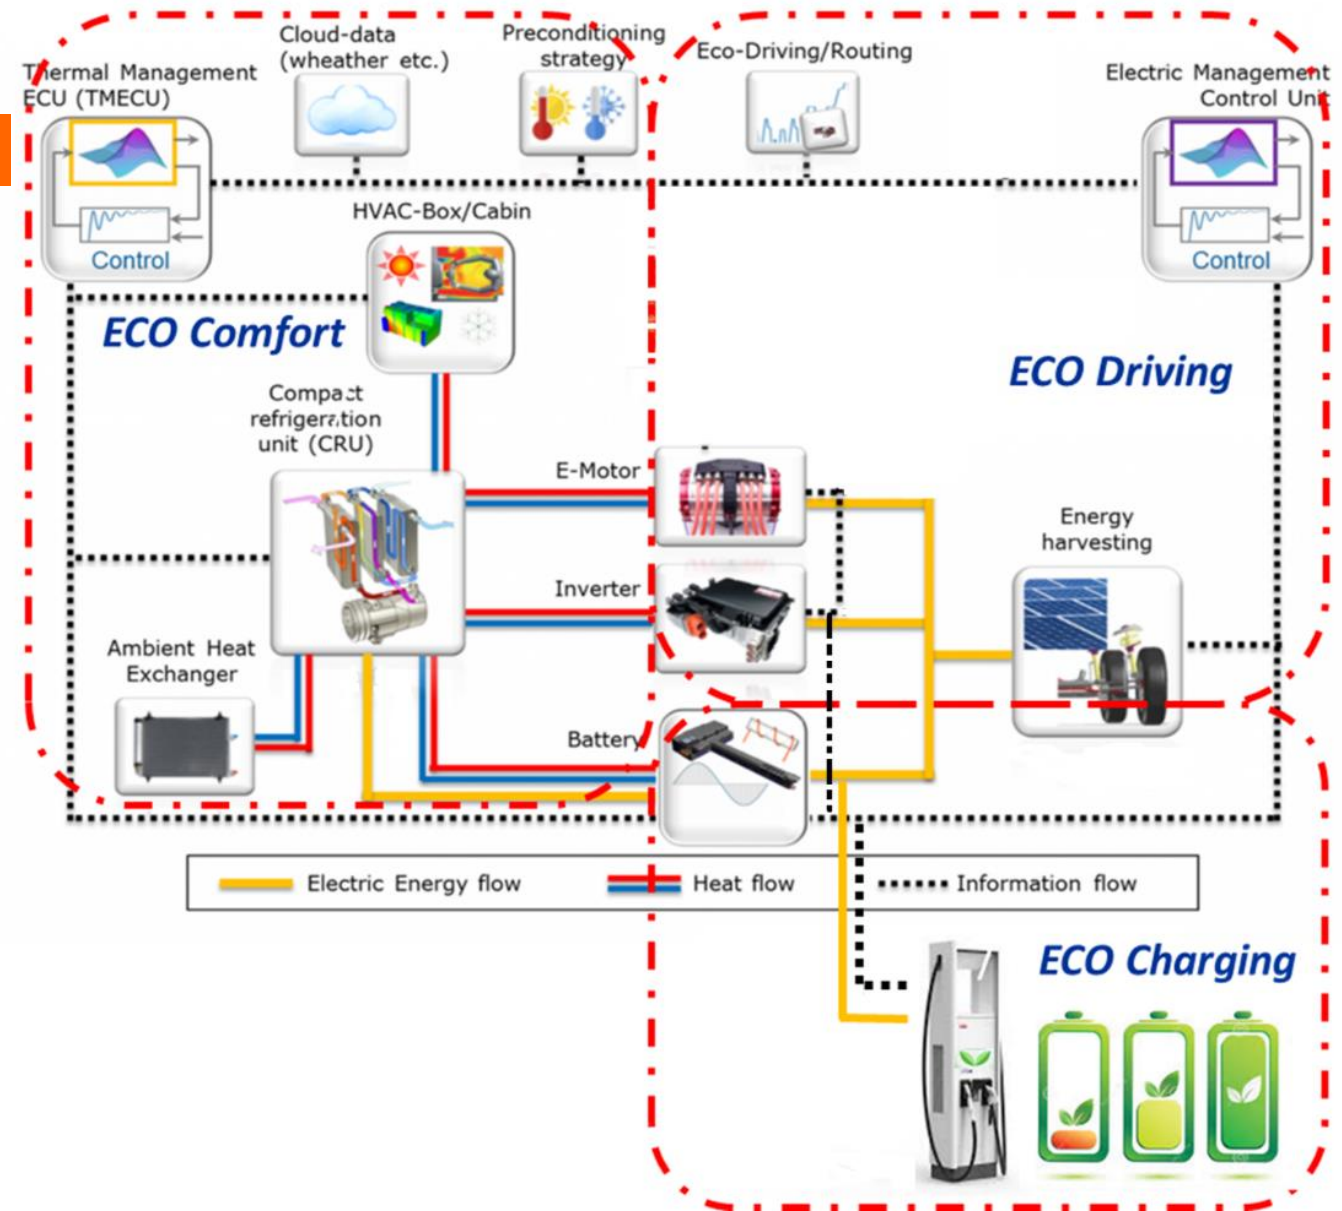 Cloud-data
(wheather etc.)
Preconditioning
strategy
Eco-Driving/Routing
Thermal Management
ECU (TMECU)
Electric Management
Control Unit
Control
Control
HVAC-Box/Cabin
ECO Comfort
ECO Driving
Compact
refrigeration
unit (CRU)
E-Motor
Energy
harvesting
Inverter
Ambient Heat
Exchanger
Battery
Electric Energy flow
Heat flow
Information flow
ECO Charging